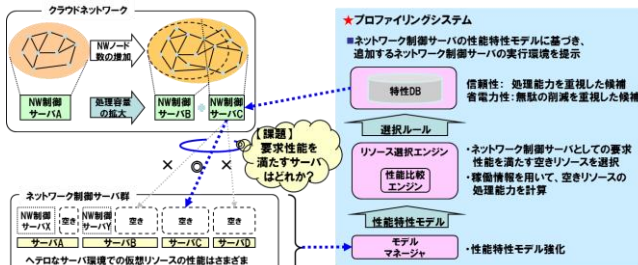 クラウドネットワーク
NWノード
数の増加
NW制御
サーバA
処理容量
の拡大
NW制御
サーバB
NW制御
サーバC
【課題】
要求性能を
満たすサーバ
はどれか?
×
◎
×
ネットワーク制御サーバ群
NW制御
サーバX
空き
NW制御
サーバY
空き
空き
空き
サーバA
サーバB
サーバC
サーバD
ヘテロなサーバ環境での仮想リソースの性能はさまざま
★プロファイリングシステム
■ネットワーク制御サーバの性能特性モデルに基づき、
追加するネットワーク制御サーバの実行環境を提示
特性DB
信頼性: 処理能力を重視した候補
省電力性:無駄の削減を重視した候補
選択ルール
リソース選択エンジン
性能比較
エンジン
・ネットワーク制御サーバとしての要求
性能を満たす空きリソースを選択
・稼働情報を用いて、空きリソースの
処理能力を計算
性能特性モデル
モデル
マネージャ
・性能特性モデル強化